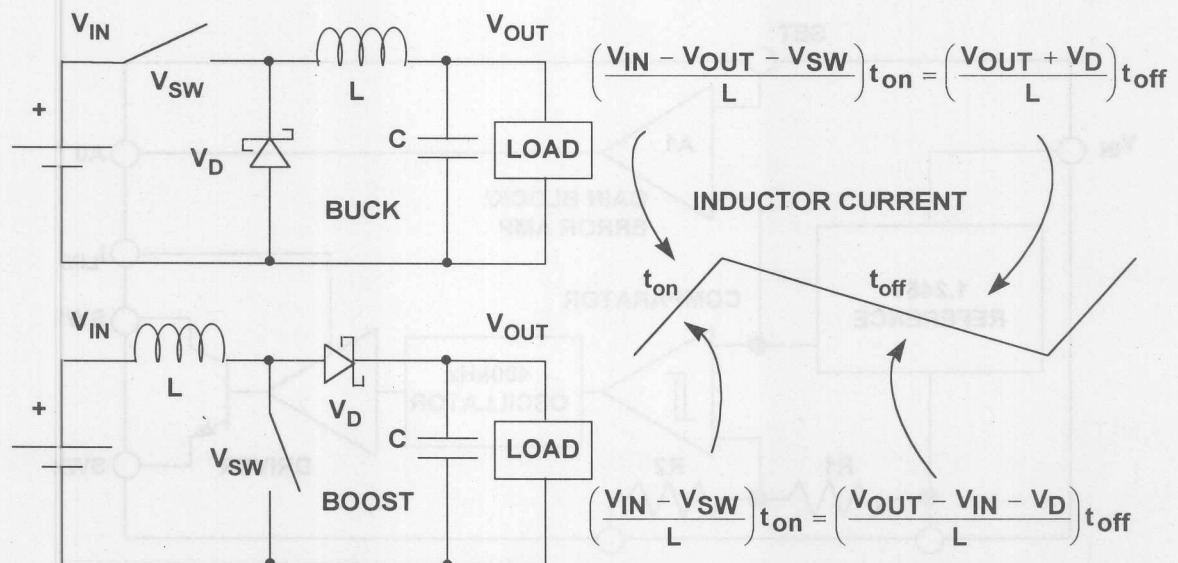 V_IN
V_SW
L
V_OUT
+
V_D
C
LOAD
BUCK
(V_IN − V_OUT − V_SW / L) t_on = (V_OUT + V_D / L) t_off
INDUCTOR CURRENT
t_on
t_off
V_IN
L
V_D
V_OUT
+
V_SW
C
LOAD
BOOST
(V_IN − V_SW / L) t_on = (V_OUT − V_IN − V_D / L) t_off